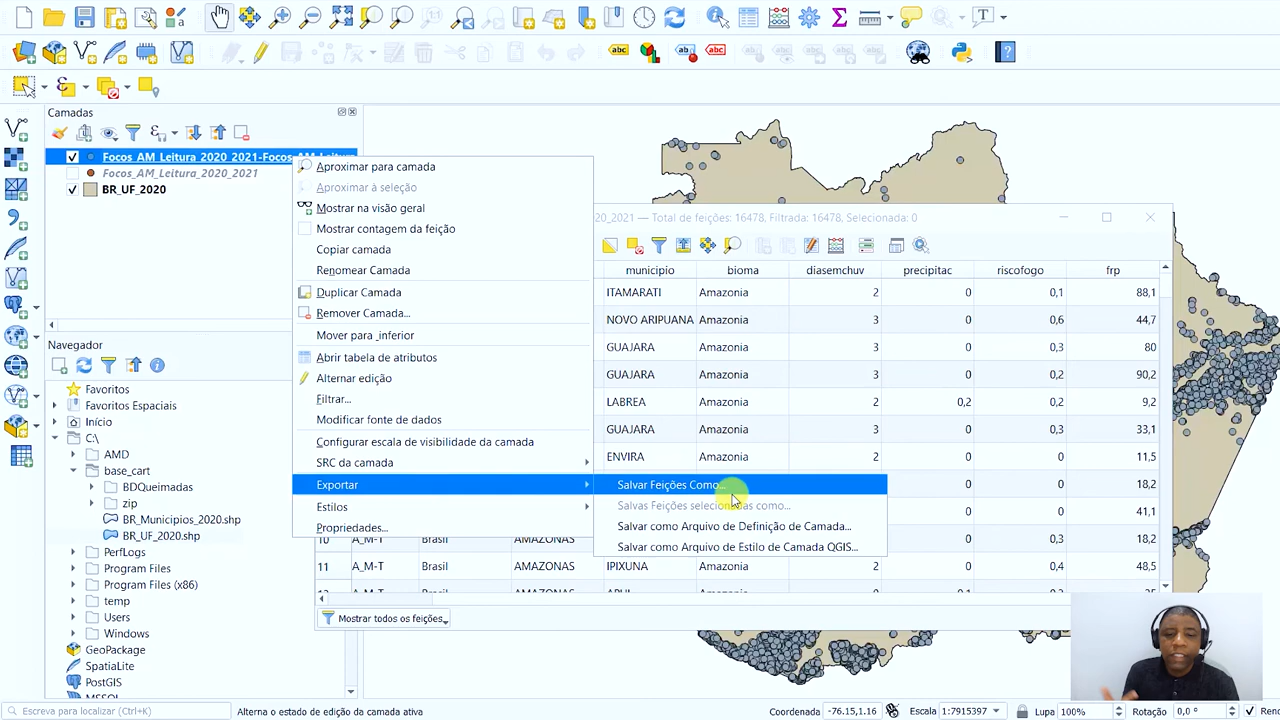 Camadas
Focos_AM_Leitura_2020_2021-Focos_AM_Leitura
Focos_AM_Leitura_2020_2021
BR_UF_2020
Aproximar para camada
Aproximar à seleção
Mostrar na visão geral
Mostrar contagem da feição
Copiar camada
Renomear Camada
Duplicar Camada
Remover Camada...
Mover para _inferior
Abrir tabela de atributos
Alternar edição
Filtrar...
Modificar fonte de dados
Configurar escala de visibilidade da camada
SRC da camada
Exportar
Estilos
Propriedades...
Salvar Feições Como...
Salvas Feições selecionadas como...
Salvar como Arquivo de Definição de Camada...
Salvar como Arquivo de Estilo de Camada QGIS...
20_2021 — Total de feições: 16478, Filtrada: 16478, Selecionada: 0
municipio bioma diasemchuv precipitac riscofogo frp
ITAMARATI Amazonia 2 0 0,1 88,1
NOVO ARIPUANA Amazonia 3 0 0,6 44,7
GUAJARA Amazonia 3 0 0,3 80
GUAJARA Amazonia 3 0 0,2 90,2
LABREA Amazonia 2 0,2 0 9,2
GUAJARA Amazonia 3 0 0,3 33,1
ENVIRA Amazonia 2 0 0 11,5
0 0 18,2
0 0 41,1
10 A_M-T Brasil AMAZONAS 0 0,3 18,2
11 A_M-T Brasil AMAZONAS IPIXUNA Amazonia 2 0 0,4 48,5
Mostrar todos os feições
Navegador
Favoritos
Favoritos Espaciais
Início
C:\
AMD
base_cart
BDQueimadas
zip
BR_Municipios_2020.shp
BR_UF_2020.shp
PerfLogs
Program Files
Program Files (x86)
temp
Users
Windows
GeoPackage
SpatiaLite
PostGIS
MSSQL
Escreva para localizar (Ctrl+K)
Alterna o estado de edição da camada ativa
Coordenada -76.15,1.16
Escala 1:7915397
Lupa 100%
Rotação 0,0 °
Rend